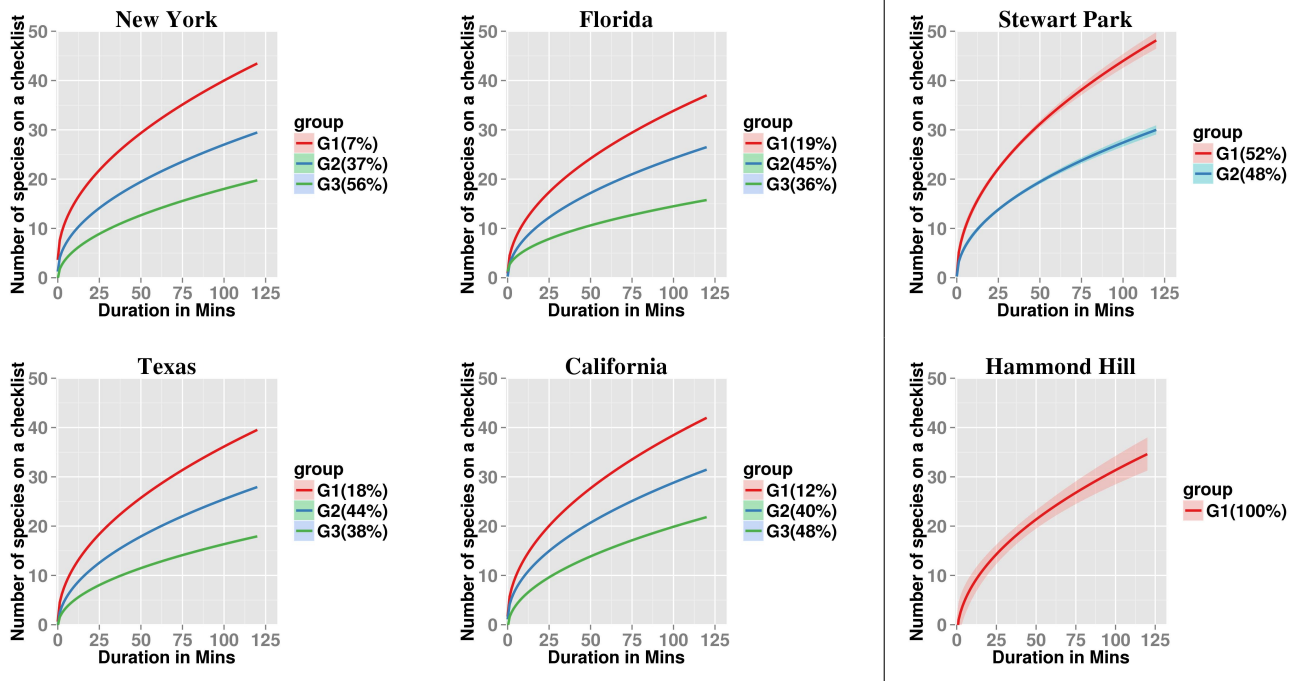 New York
Number of species on a checklist
50
40
30
20
10
0
0 25 50 75 100 125
Duration in Mins
group
G1(7%)
G2(37%)
G3(56%)
Florida
Number of species on a checklist
50
40
30
20
10
0
0 25 50 75 100 125
Duration in Mins
group
G1(19%)
G2(45%)
G3(36%)
Stewart Park
Number of species on a checklist
50
40
30
20
10
0
0 25 50 75 100 125
Duration in Mins
group
G1(52%)
G2(48%)
Texas
Number of species on a checklist
50
40
30
20
10
0
0 25 50 75 100 125
Duration in Mins
group
G1(18%)
G2(44%)
G3(38%)
California
Number of species on a checklist
50
40
30
20
10
0
0 25 50 75 100 125
Duration in Mins
group
G1(12%)
G2(40%)
G3(48%)
Hammond Hill
Number of species on a checklist
50
40
30
20
10
0
0 25 50 75 100 125
Duration in Mins
group
G1(100%)